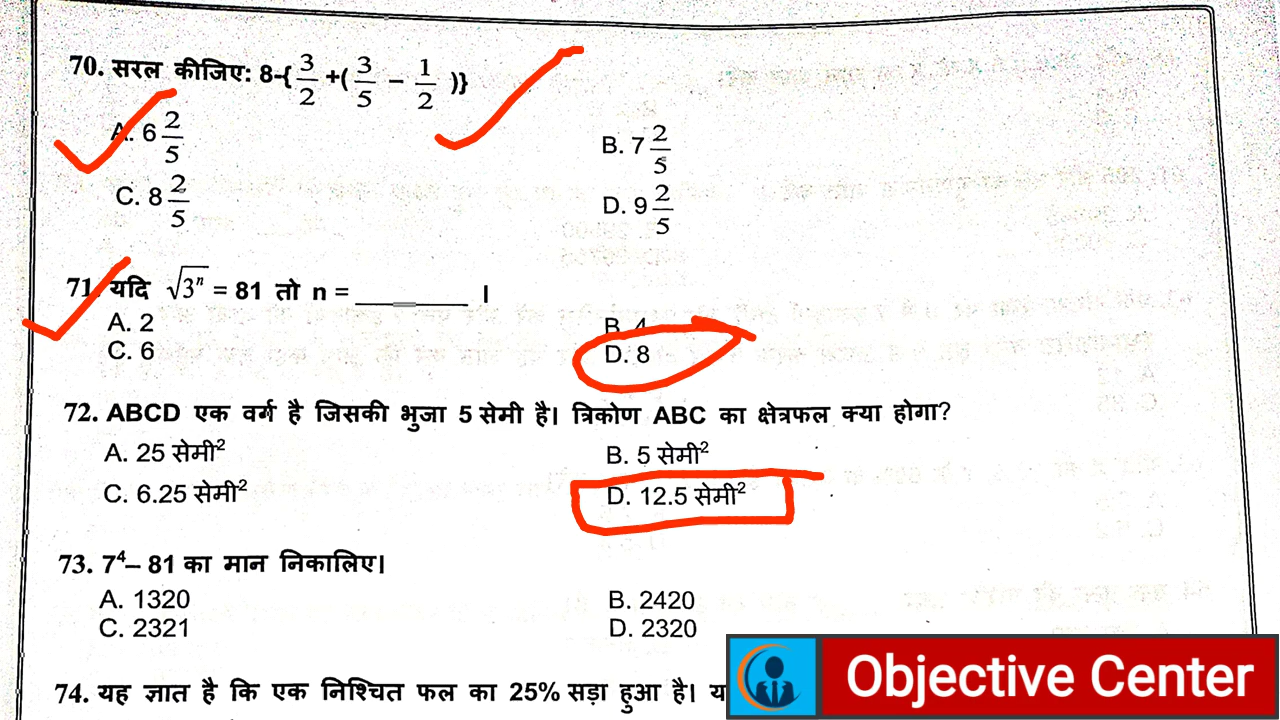 70. सरल कीजिए: 8-{3/2 +(3/5 – 1/2 )}
A. 6 2/5
B. 7 2/5
C. 8 2/5
D. 9 2/5
71. यदि √3ⁿ = 81 तो n = ________ ।
A. 2
B. 4
C. 6
D. 8
72. ABCD एक वर्ग है जिसकी भुजा 5 सेमी है। त्रिकोण ABC का क्षेत्रफल क्या होगा?
A. 25 सेमी²
B. 5 सेमी²
C. 6.25 सेमी²
D. 12.5 सेमी²
73. 7⁴– 81 का मान निकालिए।
A. 1320
B. 2420
C. 2321
D. 2320
74. यह ज्ञात है कि एक निश्चित फल का 25% सड़ा हुआ है। य
Objective Center